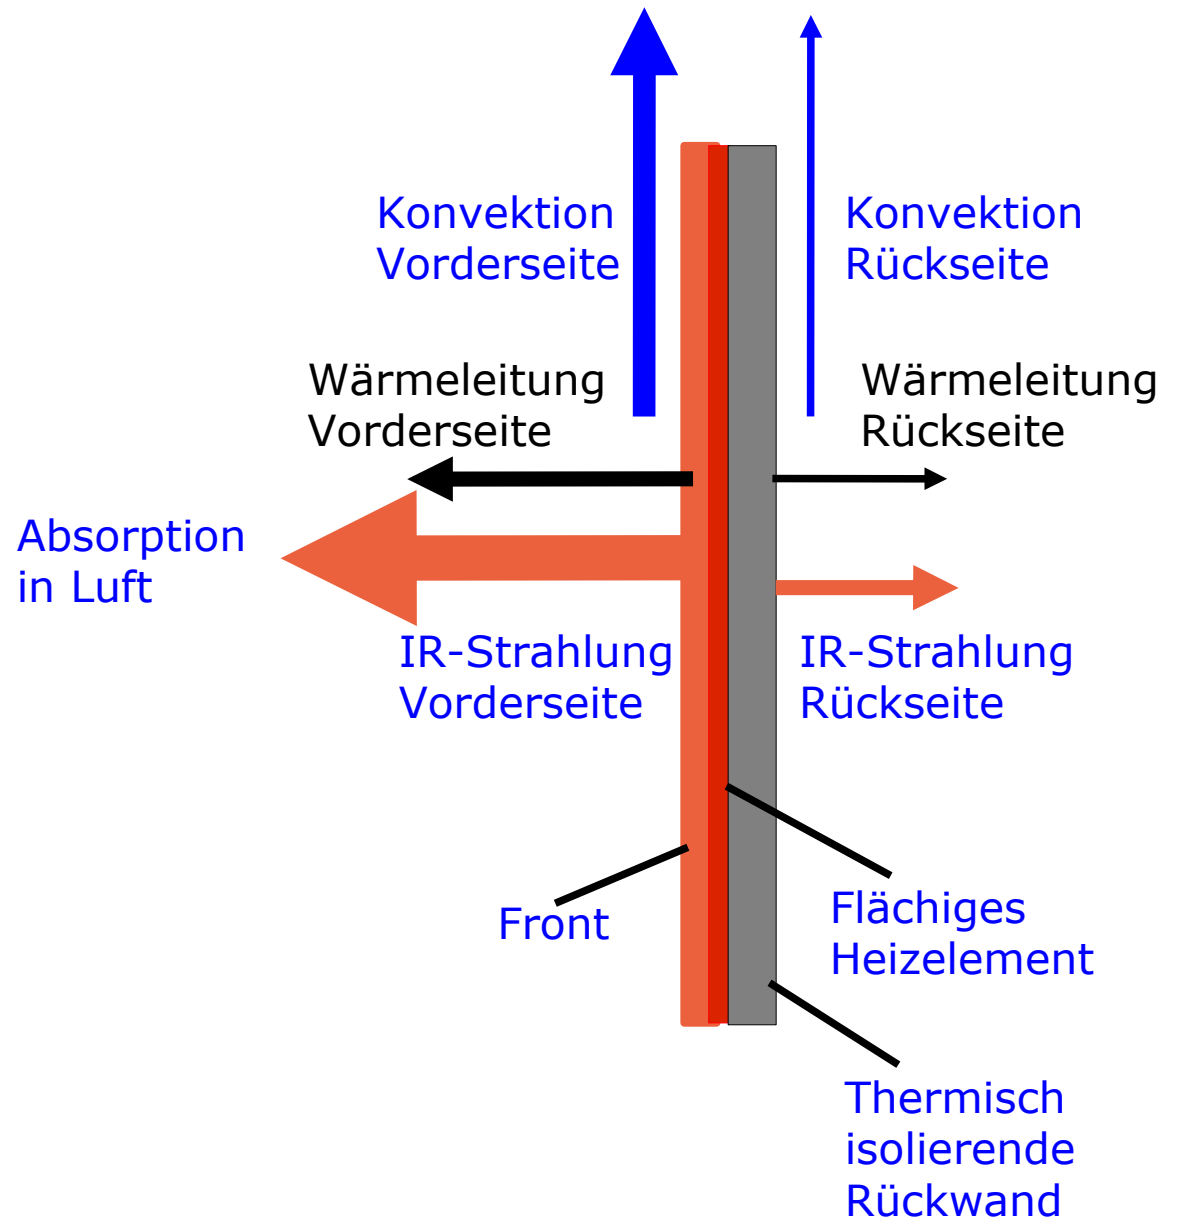 Konvektion
Vorderseite
Konvektion
Rückseite
Wärmeleitung
Vorderseite
Wärmeleitung
Rückseite
Absorption
in Luft
IR-Strahlung
Vorderseite
IR-Strahlung
Rückseite
Front
Flächiges
Heizelement
Thermisch
isolierende
Rückwand